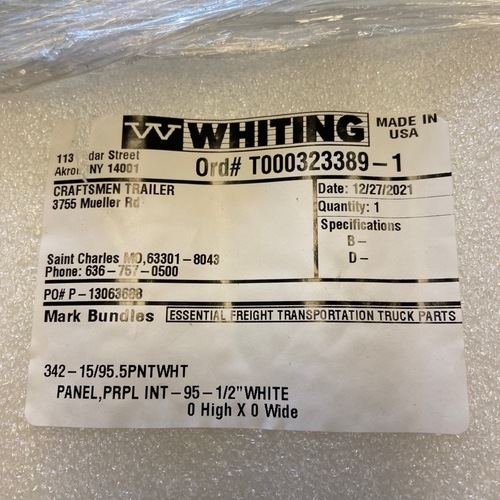 WHITING
MADE IN USA
113 dar Street
Akron, NY 14001
Ord# T000323389-1
CRAFTSMEN TRAILER
3755 Mueller Rd
Date: 12/27/2021
Quantity: 1
Specifications
B-
D-
Saint Charles MO,63301-8043
Phone: 636-757-0500
PO# P-13063688
Mark Bundles
ESSENTIAL FREIGHT TRANSPORTATION TRUCK PARTS
342-15/95.5PNTWHT
PANEL,PRPL INT-95-1/2"WHITE
0 High X 0 Wide